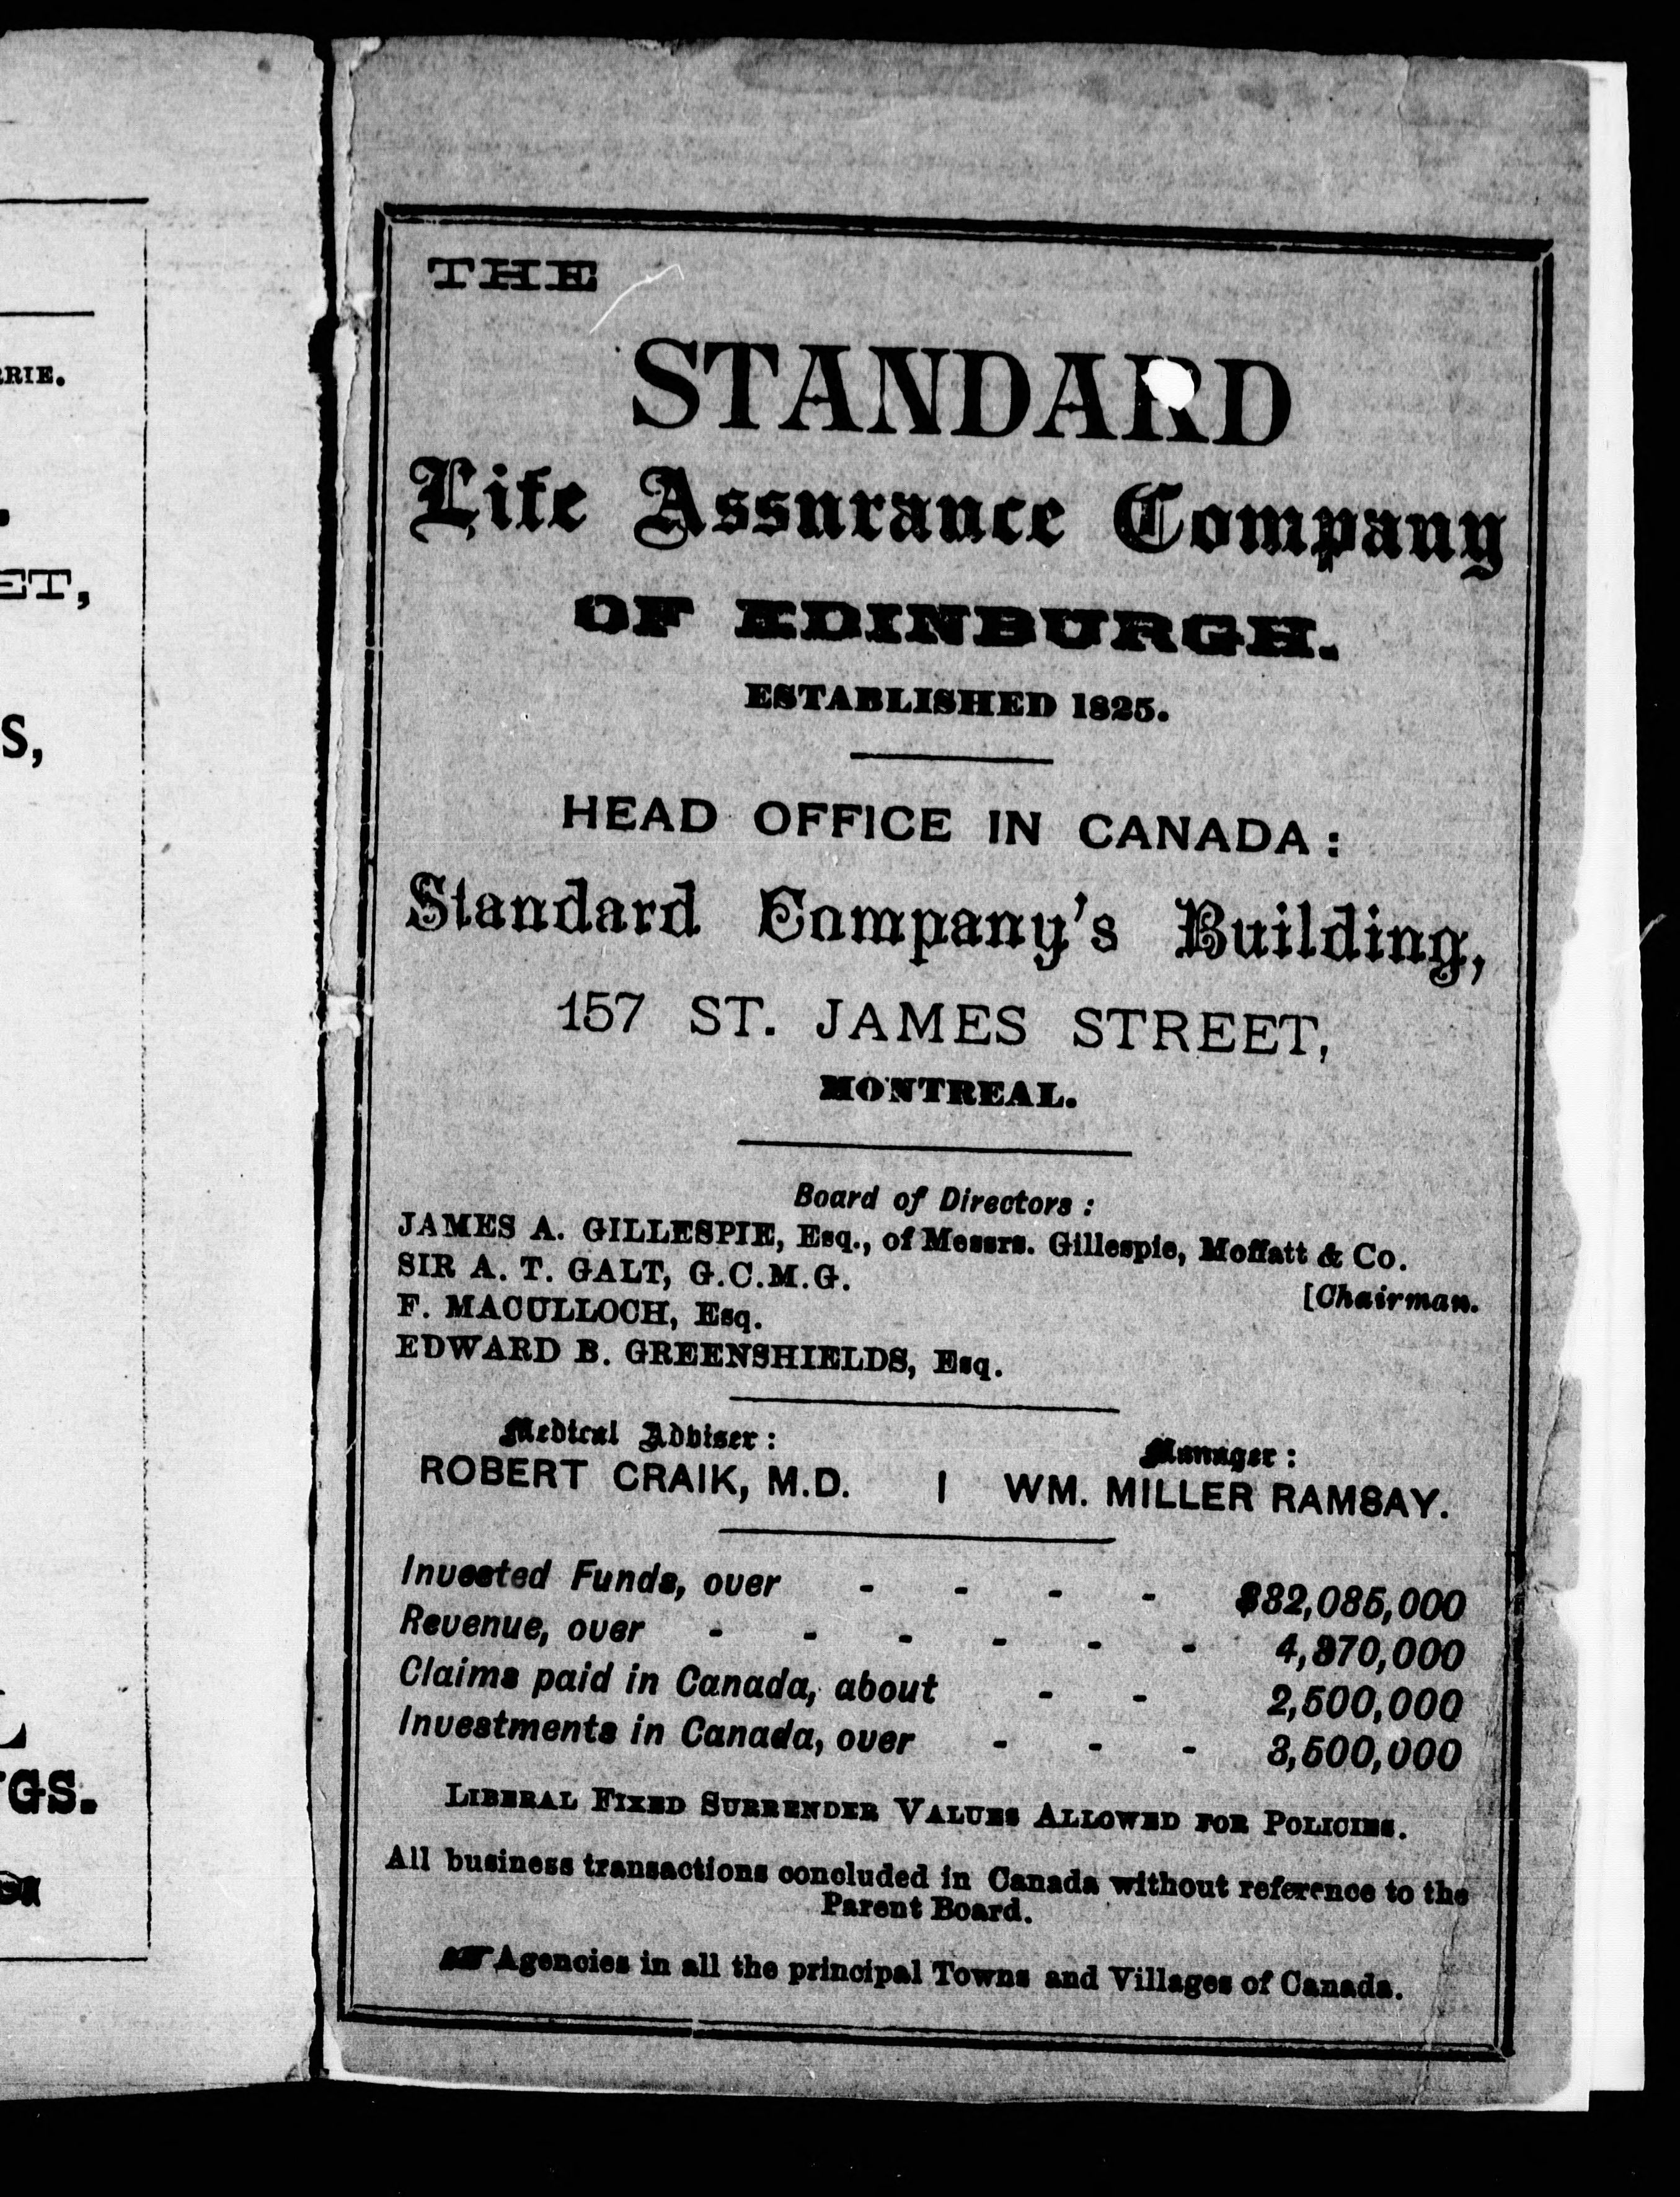 RRIE.
ET,
S,
GS.
THE
STANDARD
Life Assurance Company
OF EDINBURGH.
ESTABLISHED 1825.
HEAD OFFICE IN CANADA:
Standard Company's Building,
157 ST. JAMES STREET,
MONTREAL.
Board of Directors:
JAMES A. GILLESPIE, Esq., of Messrs. Gillespie, Moffatt & Co.
SIR A. T. GALT, G.C.M.G. [Chairman.
F. MACULLOCH, Esq.
EDWARD B. GREENSHIELDS, Esq.
Medical Adviser: Manager:
ROBERT CRAIK, M.D. | WM. MILLER RAMSAY.
Invested Funds, over - - - - $32,085,000
Revenue, over - - - - - - 4,370,000
Claims paid in Canada, about - - 2,500,000
Investments in Canada, over - - - 3,500,000
LIBERAL FIXED SURRENDER VALUES ALLOWED FOR POLICIES.
All business transactions concluded in Canada without reference to the
Parent Board.
☞Agencies in all the principal Towns and Villages of Canada.